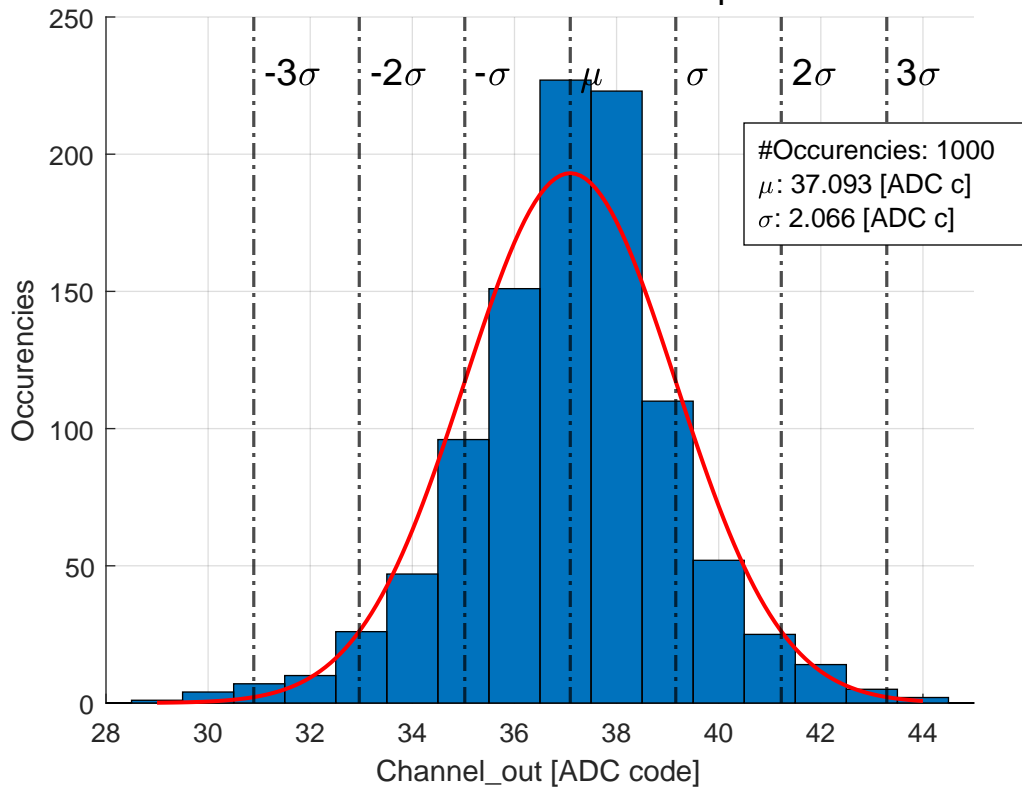 250
200
150
100
50
0
-3σ -2σ -σ μ σ 2σ 3σ
#Occurencies: 1000
μ: 37.093 [ADC c]
σ: 2.066 [ADC c]
Occurencies
28 30 32 34 36 38 40 42 44
Channel_out [ADC code]